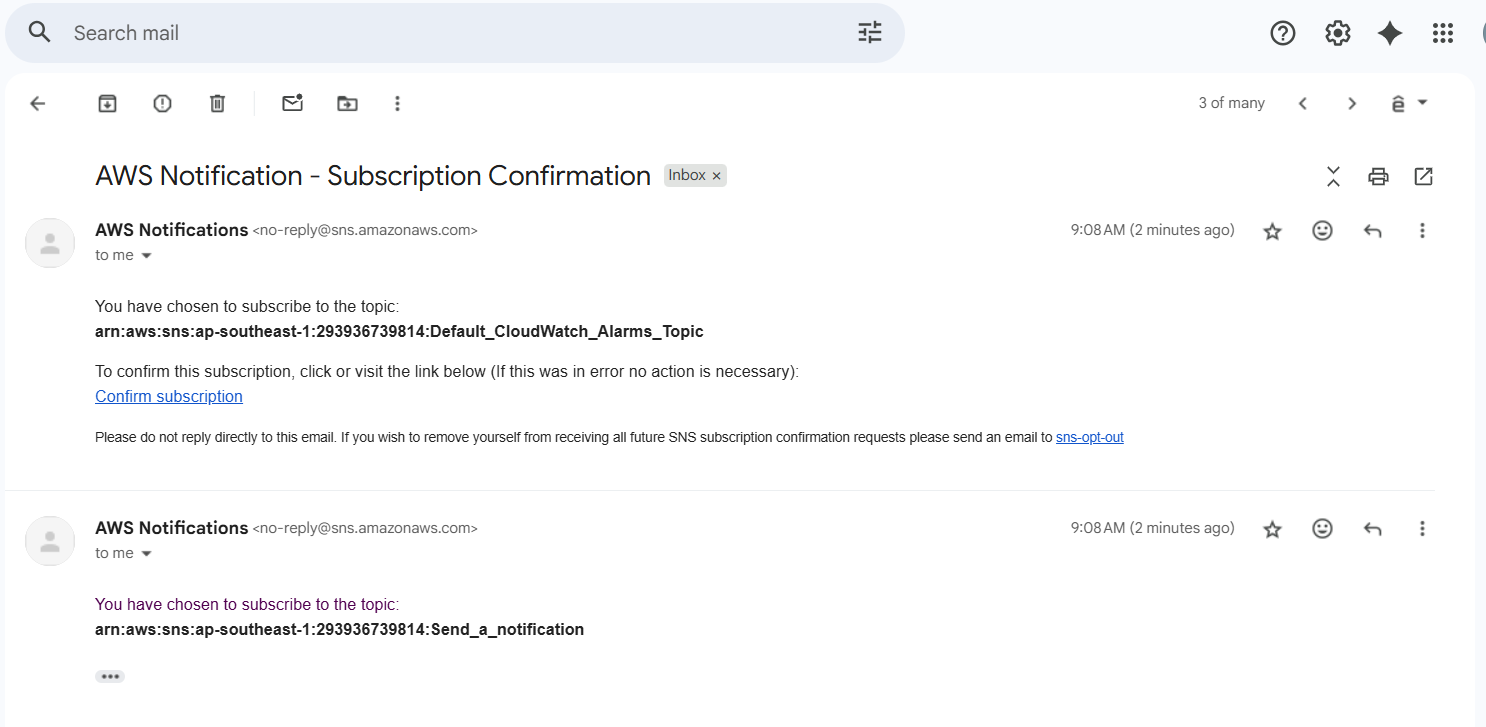 Search mail
3 of many
AWS Notification - Subscription Confirmation Inbox ×
AWS Notifications <no-reply@sns.amazonaws.com> 9:08 AM (2 minutes ago)
to me
You have chosen to subscribe to the topic:
arn:aws:sns:ap-southeast-1:293936739814:Default_CloudWatch_Alarms_Topic
To confirm this subscription, click or visit the link below (If this was in error no action is necessary):
Confirm subscription
Please do not reply directly to this email. If you wish to remove yourself from receiving all future SNS subscription confirmation requests please send an email to sns-opt-out
AWS Notifications <no-reply@sns.amazonaws.com> 9:08 AM (2 minutes ago)
to me
You have chosen to subscribe to the topic:
arn:aws:sns:ap-southeast-1:293936739814:Send_a_notification